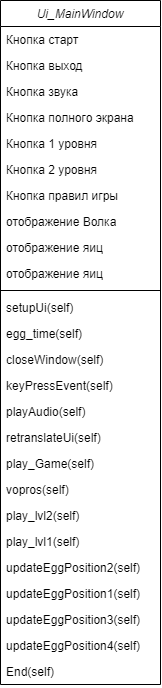 Ui_MainWindow
Кнопка старт
Кнопка выход
Кнопка звука
Кнопка полного экрана
Кнопка 1 уровня
Кнопка 2 уровня
Кнопка правил игры
отображение Волка
отображение яиц
отображение яиц
setupUi(self)
egg_time(self)
closeWindow(self)
keyPressEvent(self)
playAudio(self)
retranslateUi(self)
play_Game(self)
vopros(self)
play_lvl2(self)
play_lvl1(self)
updateEggPosition2(self)
updateEggPosition1(self)
updateEggPosition3(self)
updateEggPosition4(self)
End(self)